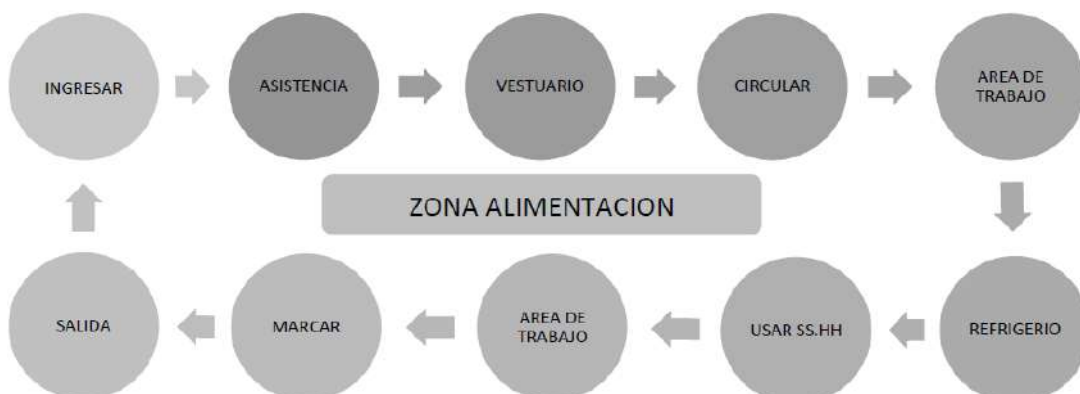 INGRESAR
ASISTENCIA
VESTUARIO
CIRCULAR
AREA DE
TRABAJO
ZONA ALIMENTACION
REFRIGERIO
USAR SS.HH
AREA DE
TRABAJO
MARCAR
SALIDA